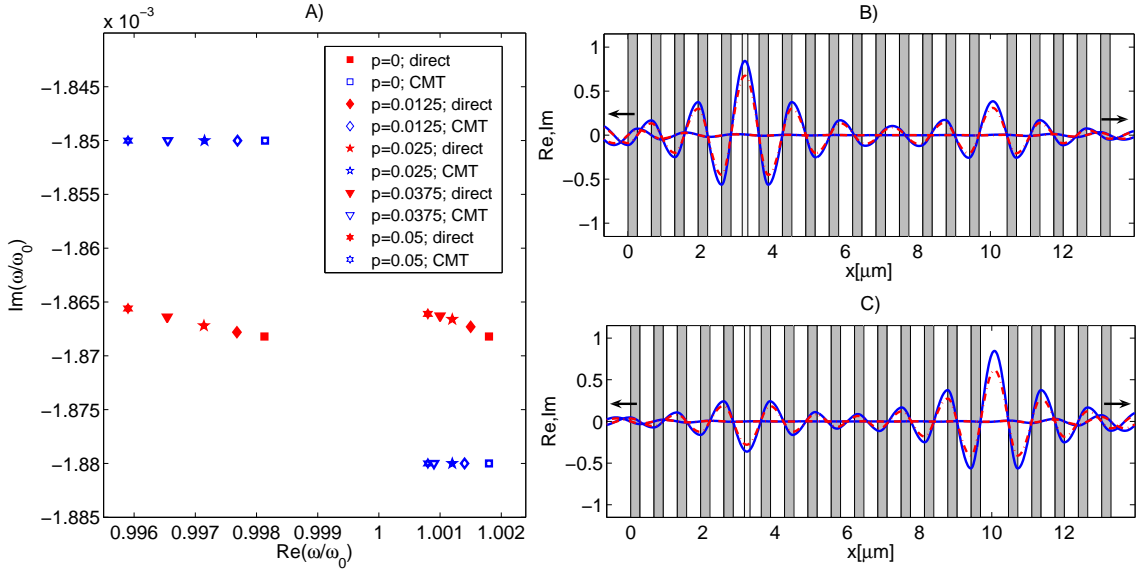 A)
x 10⁻³
−1.845
−1.85
−1.855
−1.86
−1.865
−1.87
−1.875
−1.88
−1.885
Im(ω/ω₀)
0.996
0.997
0.998
0.999
1
1.001
1.002
Re(ω/ω₀)
p=0; direct
p=0; CMT
p=0.0125; direct
p=0.0125; CMT
p=0.025; direct
p=0.025; CMT
p=0.0375; direct
p=0.0375; CMT
p=0.05; direct
p=0.05; CMT
B)
1
0.5
0
−0.5
−1
Re,Im
0
2
4
6
8
10
12
x[μm]
C)
1
0.5
0
−0.5
−1
Re,Im
0
2
4
6
8
10
12
x[μm]